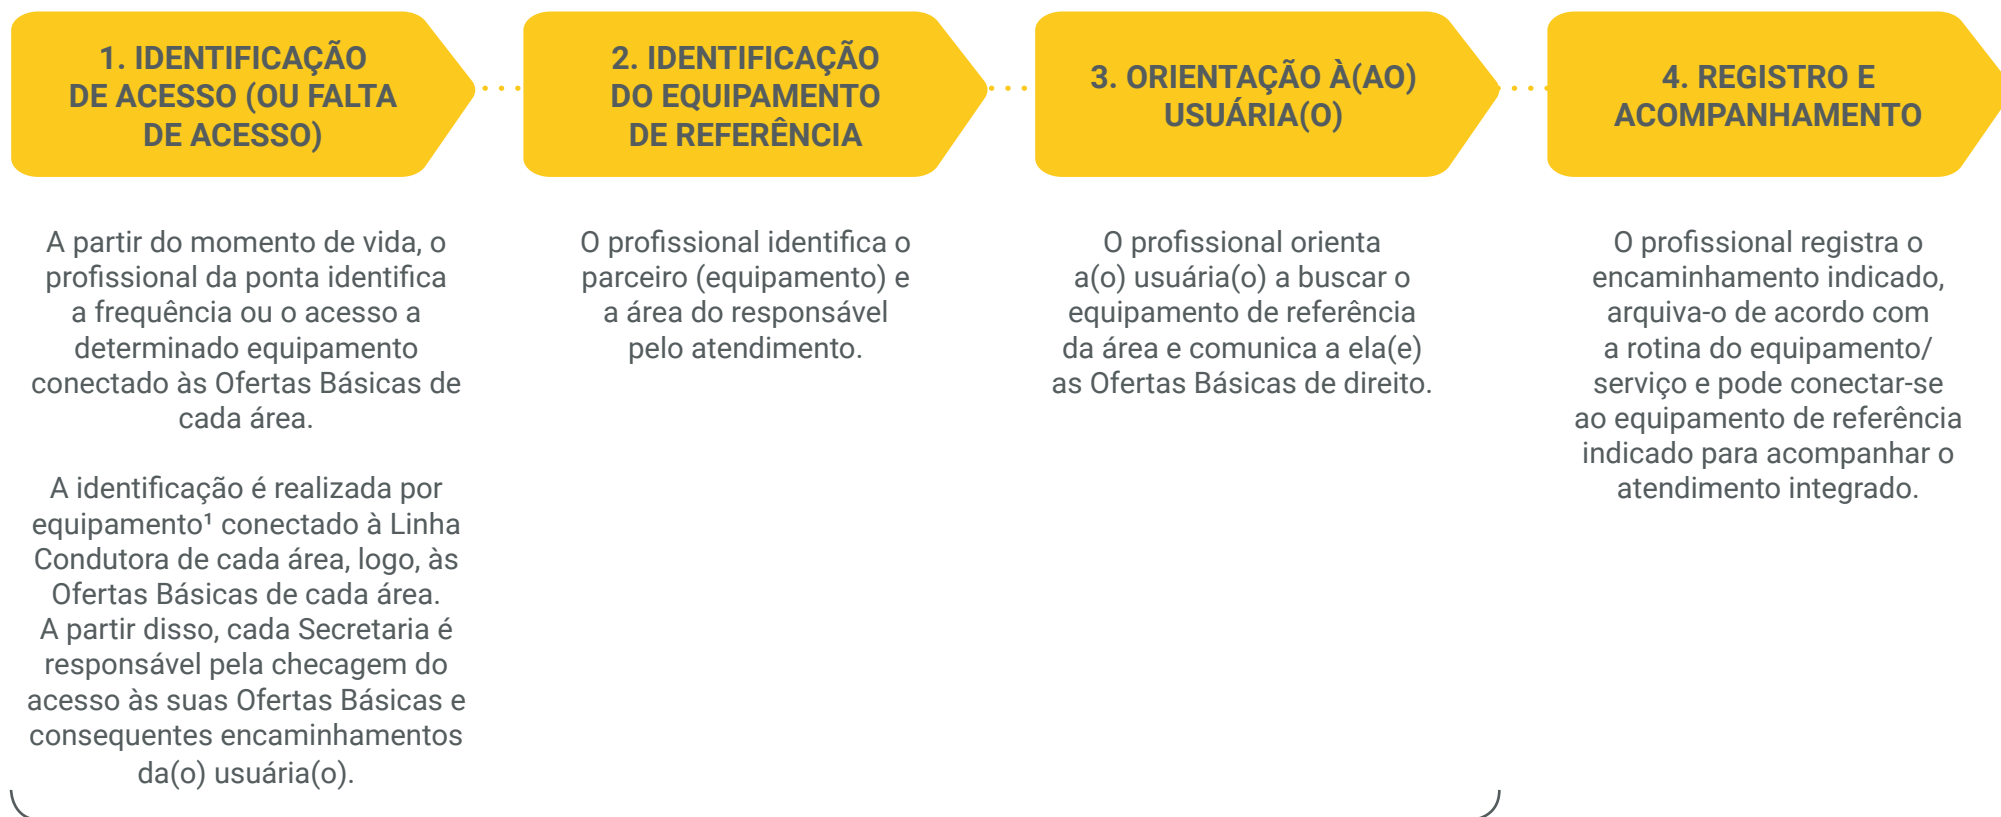 1. IDENTIFICAÇÃO
DE ACESSO (OU FALTA
DE ACESSO)
A partir do momento de vida, o
profissional da ponta identifica
a frequência ou o acesso a
determinado equipamento
conectado às Ofertas Básicas de
cada área.
A identificação é realizada por
equipamento¹ conectado à Linha
Condutora de cada área, logo, às
Ofertas Básicas de cada área.
A partir disso, cada Secretaria é
responsável pela checagem do
acesso às suas Ofertas Básicas e
consequentes encaminhamentos
da(o) usuária(o).
2. IDENTIFICAÇÃO
DO EQUIPAMENTO
DE REFERÊNCIA
O profissional identifica o
parceiro (equipamento) e
a área do responsável
pelo atendimento.
3. ORIENTAÇÃO À(AO)
USUÁRIA(O)
O profissional orienta
a(o) usuária(o) a buscar o
equipamento de referência
da área e comunica a ela(e)
as Ofertas Básicas de direito.
4. REGISTRO E
ACOMPANHAMENTO
O profissional registra o
encaminhamento indicado,
arquiva-o de acordo com
a rotina do equipamento/
serviço e pode conectar-se
ao equipamento de referência
indicado para acompanhar o
atendimento integrado.